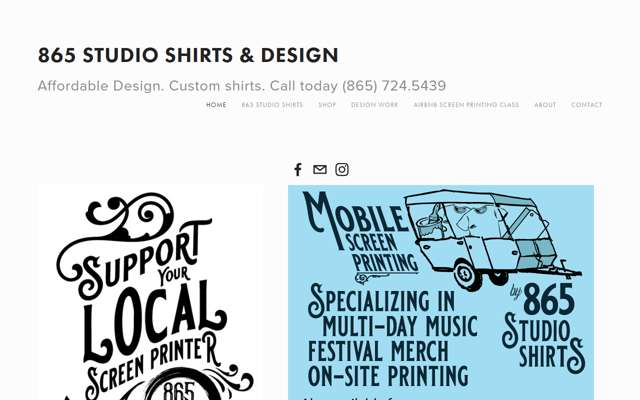 865 STUDIO SHIRTS & DESIGN
Affordable Design. Custom shirts. Call today (865) 724.5439
HOME 865 STUDIO SHIRTS SHOP DESIGN WORK AIRBNB SCREEN PRINTING CLASS ABOUT CONTACT
SUPPORT
YOUR
LOCAL
SCREEN PRINTER
865
MOBILE
SCREEN
PRINTING
by 865
STUDIO
SHIRTS
SPECIALIZING IN
MULTI-DAY MUSIC
FESTIVAL MERCH
ON-SITE PRINTING